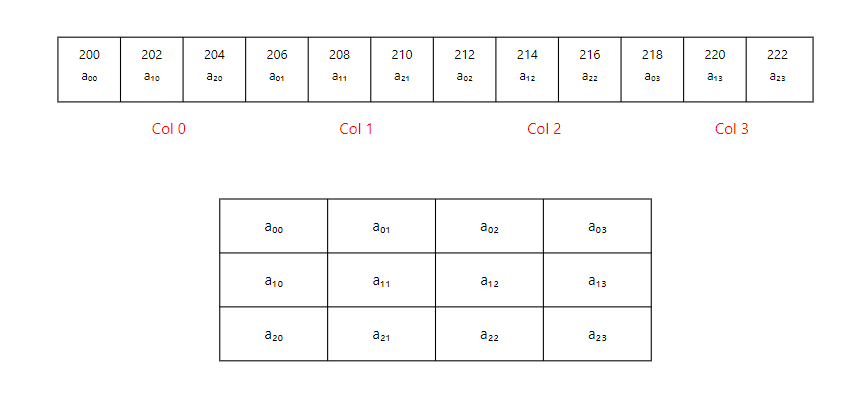 200 202 204 206 208 210 212 214 216 218 220 222
a₀₀ a₁₀ a₂₀ a₀₁ a₁₁ a₂₁ a₀₂ a₁₂ a₂₂ a₀₃ a₁₃ a₂₃
Col 0 Col 1 Col 2 Col 3
a₀₀ a₀₁ a₀₂ a₀₃
a₁₀ a₁₁ a₁₂ a₁₃
a₂₀ a₂₁ a₂₂ a₂₃